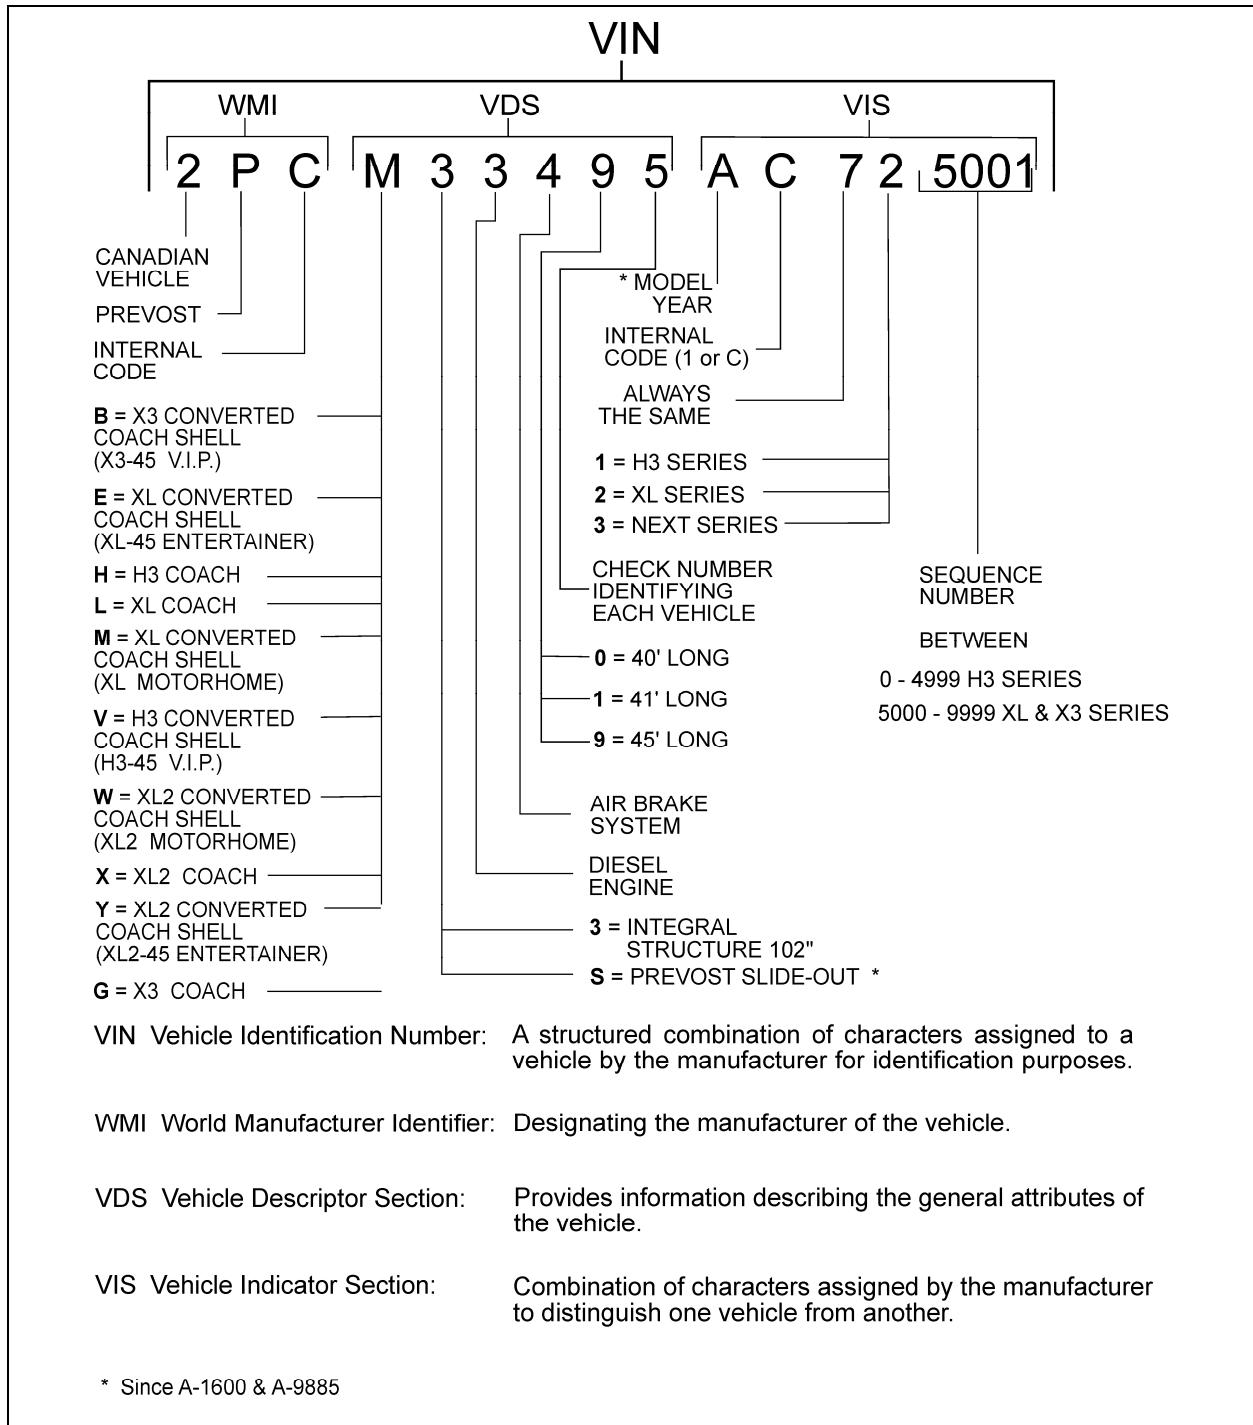 VIN
WMI VDS VIS
2 P C M 3 3 4 9 5 A C 7 2 5001
CANADIAN
VEHICLE
PREVOST
INTERNAL
CODE
B = X3 CONVERTED
COACH SHELL
(X3-45 V.I.P.)
E = XL CONVERTED
COACH SHELL
(XL-45 ENTERTAINER)
H = H3 COACH
L = XL COACH
M = XL CONVERTED
COACH SHELL
(XL MOTORHOME)
V = H3 CONVERTED
COACH SHELL
(H3-45 V.I.P.)
W = XL2 CONVERTED
COACH SHELL
(XL2 MOTORHOME)
X = XL2 COACH
Y = XL2 CONVERTED
COACH SHELL
(XL2-45 ENTERTAINER)
G = X3 COACH
* MODEL
YEAR
INTERNAL
CODE (1 or C)
ALWAYS
THE SAME
1 = H3 SERIES
2 = XL SERIES
3 = NEXT SERIES
CHECK NUMBER
IDENTIFYING
EACH VEHICLE
0 = 40' LONG
1 = 41' LONG
9 = 45' LONG
AIR BRAKE
SYSTEM
DIESEL
ENGINE
3 = INTEGRAL
STRUCTURE 102"
S = PREVOST SLIDE-OUT *
SEQUENCE
NUMBER
BETWEEN
0 - 4999 H3 SERIES
5000 - 9999 XL & X3 SERIES
VIN Vehicle Identification Number: A structured combination of characters assigned to a
vehicle by the manufacturer for identification purposes.
WMI World Manufacturer Identifier: Designating the manufacturer of the vehicle.
VDS Vehicle Descriptor Section: Provides information describing the general attributes of
the vehicle.
VIS Vehicle Indicator Section: Combination of characters assigned by the manufacturer
to distinguish one vehicle from another.
* Since A-1600 & A-9885